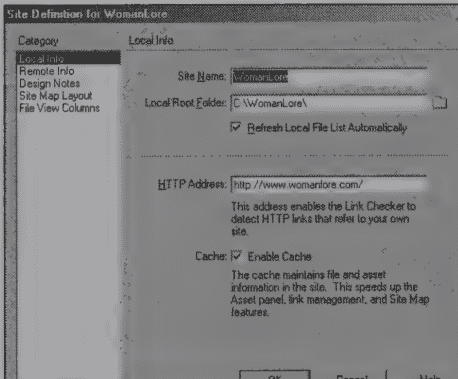 Site Definition for WomanLore
Category
Local Info
Local Info
Remote Info
Design Notes
Site Map Layout
File View Columns
Site Name: WomanLore
Local Root Folder: C:\WomanLore\
Refresh Local File List Automatically
HTTP Address: http://www.womanlore.com/
This address enables the Link Checker to
detect HTTP links that refer to your own
site.
Cache: Enable Cache
The cache maintains file and asset
information in the site. This speeds up the
Asset panel, link management, and Site Map
features.
OK Cancel Help